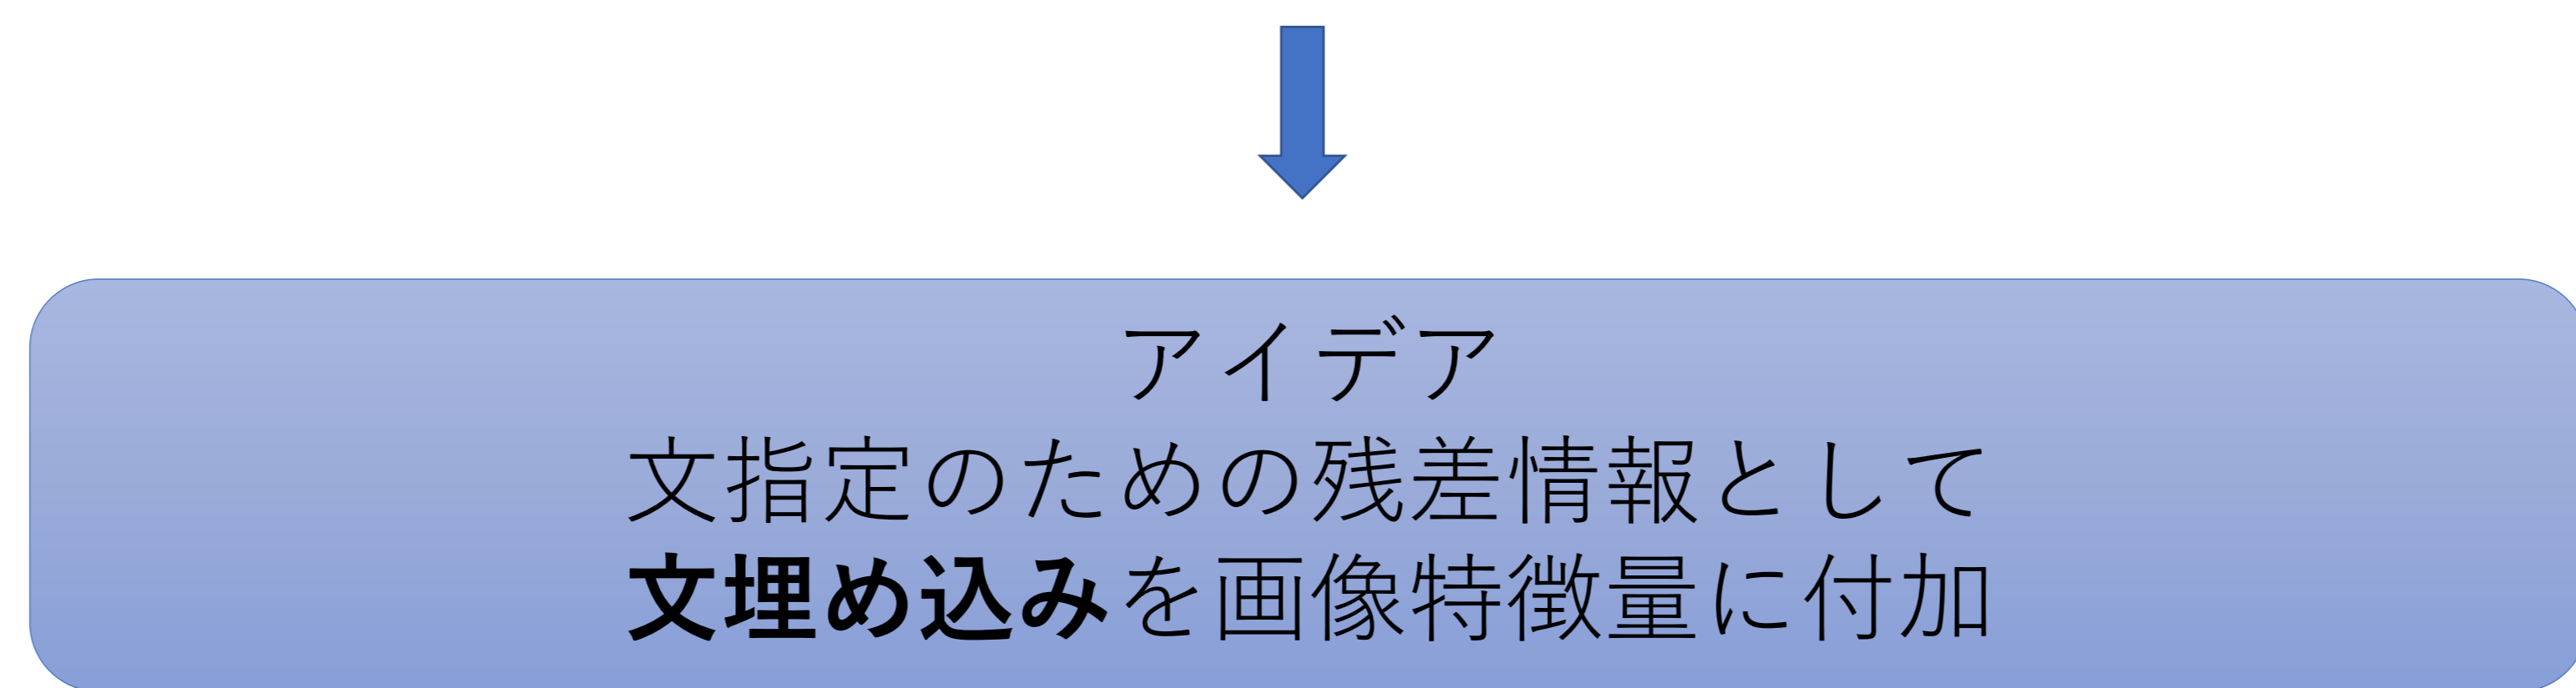 アイデア
文指定のための残差情報として
文埋め込みを画像特徴量に付加